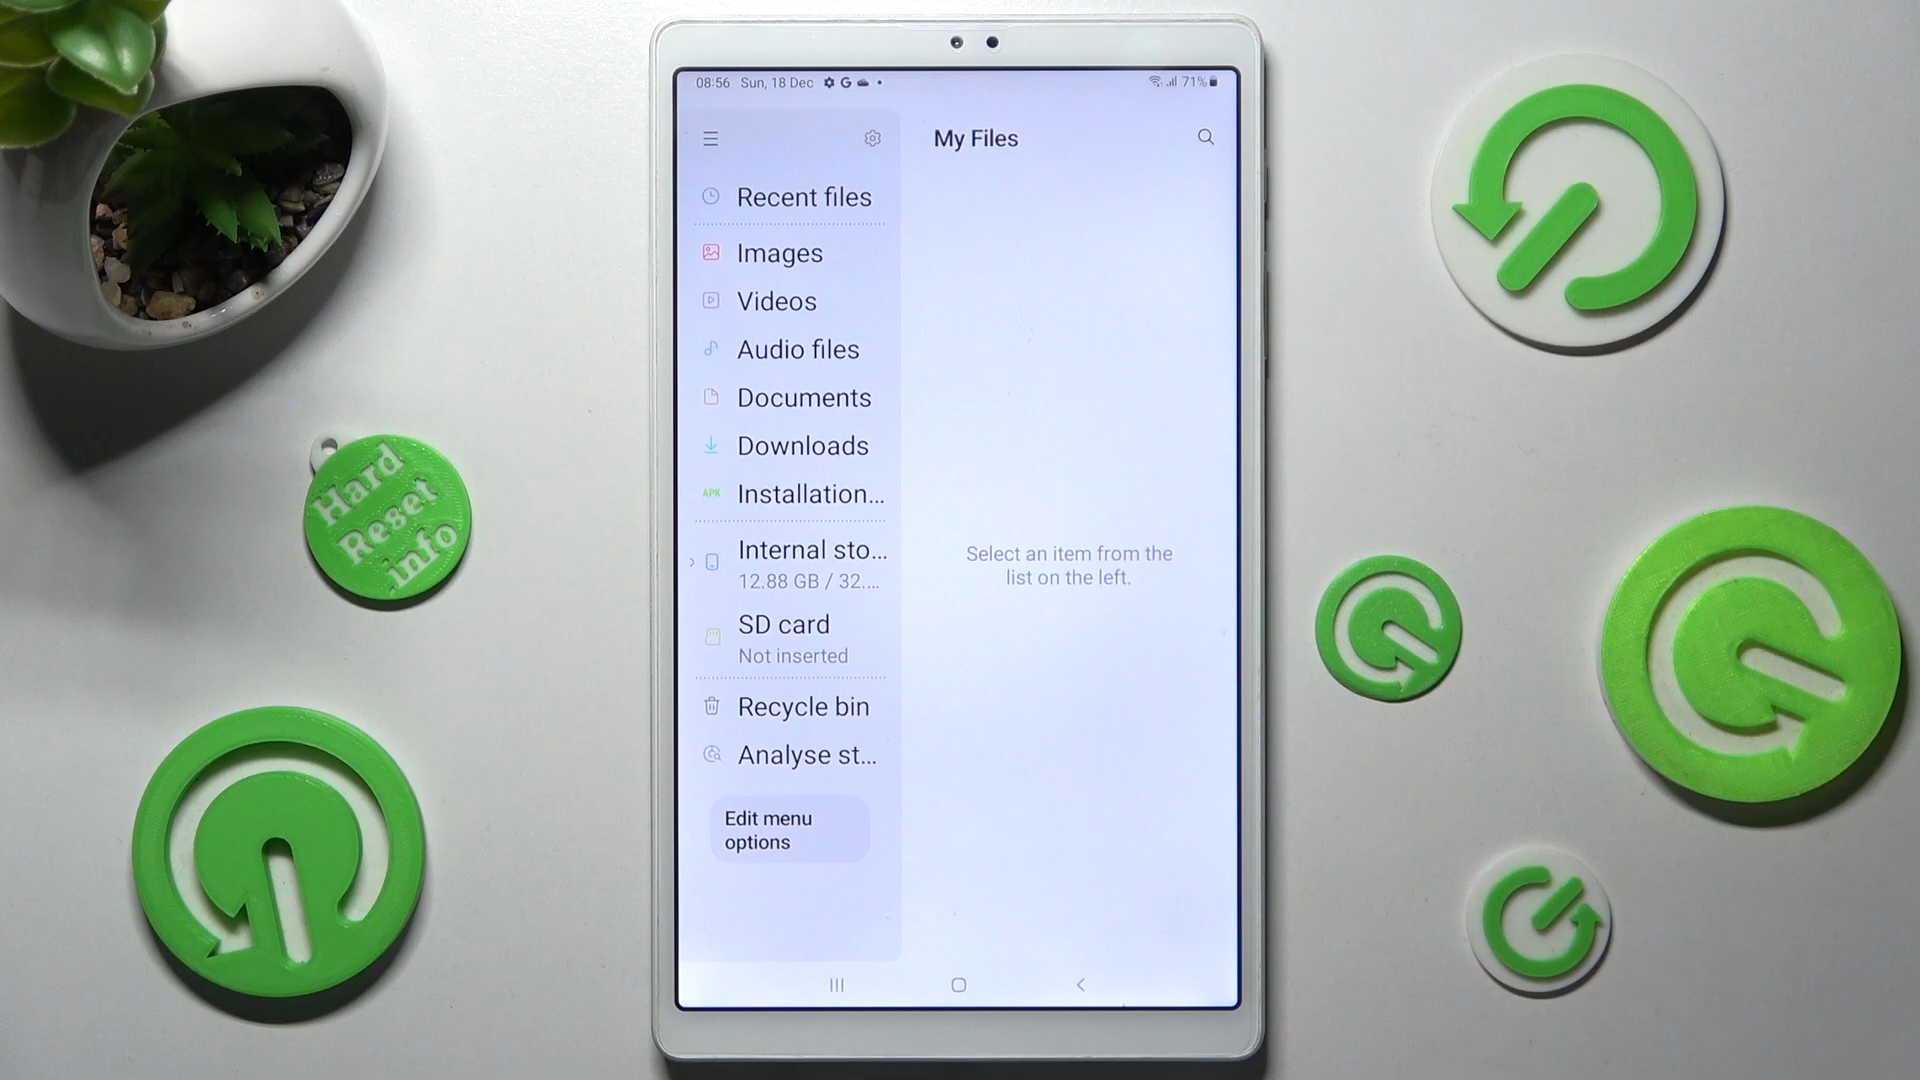 08:56 Sun, 18 Dec G
71%
My Files
Recent files
Images
Videos
Audio files
Documents
Downloads
APK Installation...
Internal sto...
12.88 GB / 32....
SD card
Not inserted
Recycle bin
Analyse st...
Edit menu
options
Select an item from the
list on the left.
Hard
Reset
.info